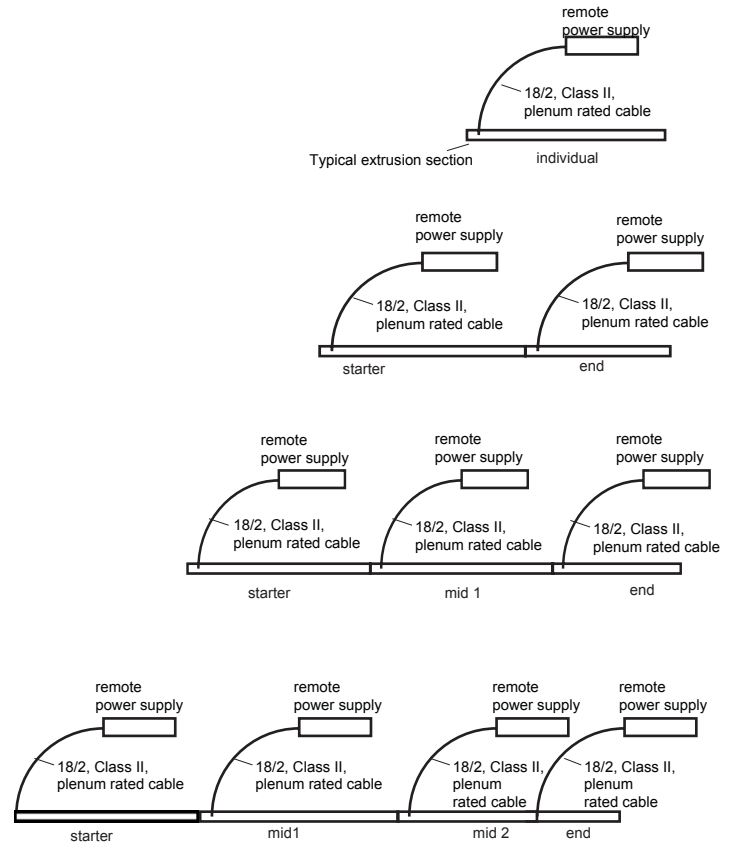 remote
power supply
18/2, Class II,
plenum rated cable
Typical extrusion section
individual
remote
power supply
remote
power supply
18/2, Class II,
plenum rated cable
18/2, Class II,
plenum rated cable
starter
end
remote
power supply
remote
power supply
remote
power supply
18/2, Class II,
plenum rated cable
18/2, Class II,
plenum rated cable
18/2, Class II,
plenum rated cable
starter
mid 1
end
remote
power supply
remote
power supply
remote
power supply
remote
power supply
18/2, Class II,
plenum rated cable
18/2, Class II,
plenum rated cable
18/2, Class II,
plenum
rated cable
18/2, Class II,
plenum
rated cable
starter
mid1
mid 2
end